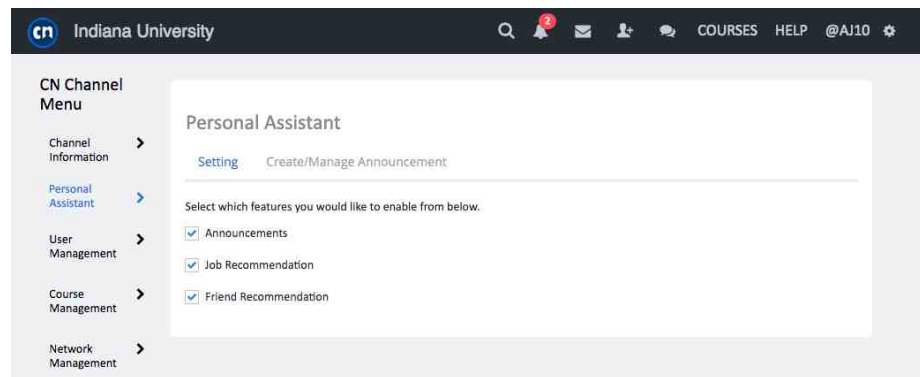 cn Indiana University 2 COURSES HELP @AJ10
CN Channel
Menu
Channel
Information
Personal
Assistant
User
Management
Course
Management
Network
Management
Personal Assistant
Setting Create/Manage Announcement
Select which features you would like to enable from below.
Announcements
Job Recommendation
Friend Recommendation